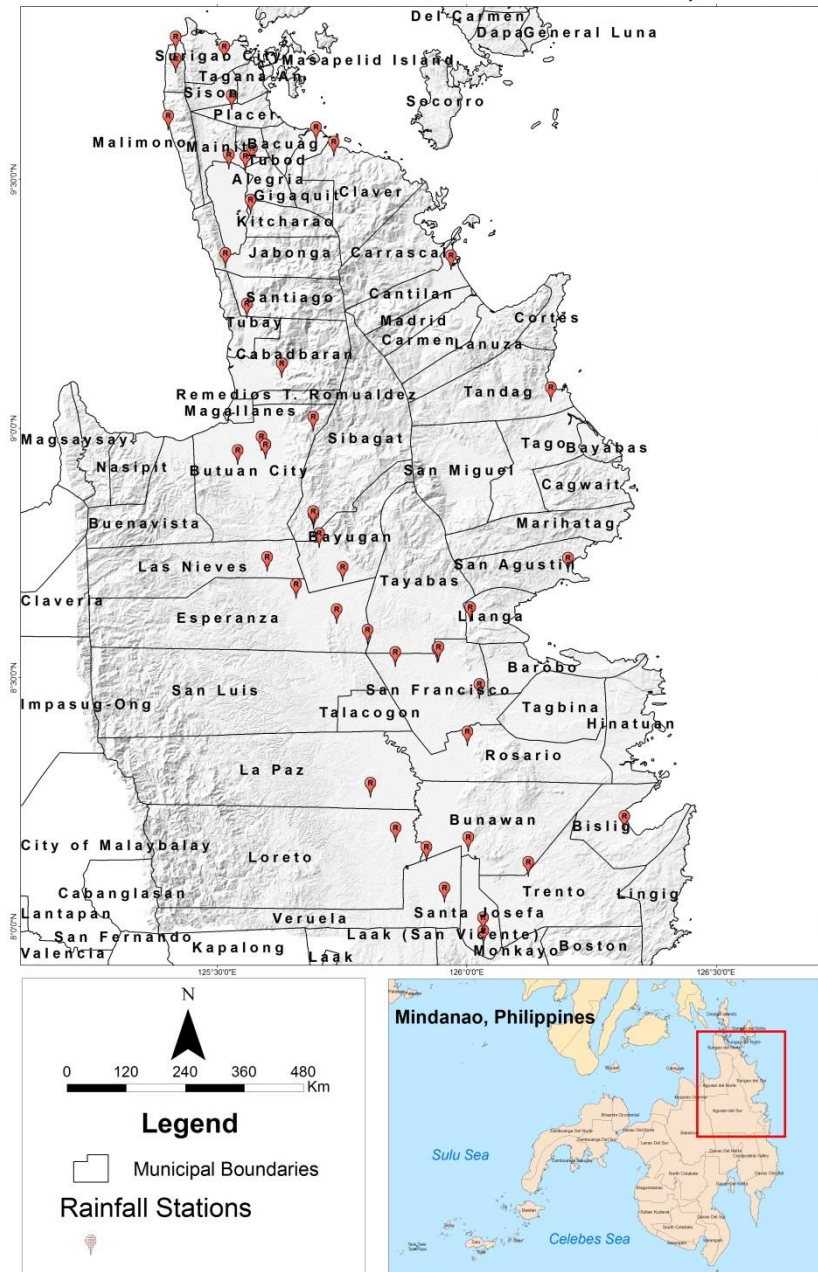 Del Carmen
Dapa
General Luna
Surigao City
Masapelid Island
Tagana-An
Sison
Socorro
Placer
Malimono
Mainit
Bacuag
Tubod
9°30'0"N
Alegria
Claver
Gigaquit
Kitcharao
Jabonga
Carrascal
Santiago
Cantilan
Tubay
Madrid
Cortes
Carmen
Lanuza
Cabadbaran
Tandag
Remedios T. Romualdez
Magallanes
9°0'0"N
Magsaysay
Sibagat
Tago
Bayabas
Nasipit
Butuan City
San Miguel
Cagwait
Buenavista
Marihatag
Bayugan
Las Nieves
San Agustin
Tayabas
Claveria
Esperanza
Lianga
8°30'0"N
Barobo
San Luis
San Francisco
Impasug-Ong
Talacogon
Tagbina
Hinatuan
Rosario
La Paz
Bunawan
Bislig
City of Malaybalay
Loreto
Cabanglasan
Trento
Lingig
Lantapan
Veruela
Santa Josefa
8°0'0"N
San Fernando
Laak (San Vicente)
Valencia
Kapalong
Laak
Monkayo
Boston
125°30'0"E
126°0'0"E
126°30'0"E
N
0 120 240 360 480
Km
Legend
Municipal Boundaries
Rainfall Stations
Mindanao, Philippines
Sulu Sea
Celebes Sea